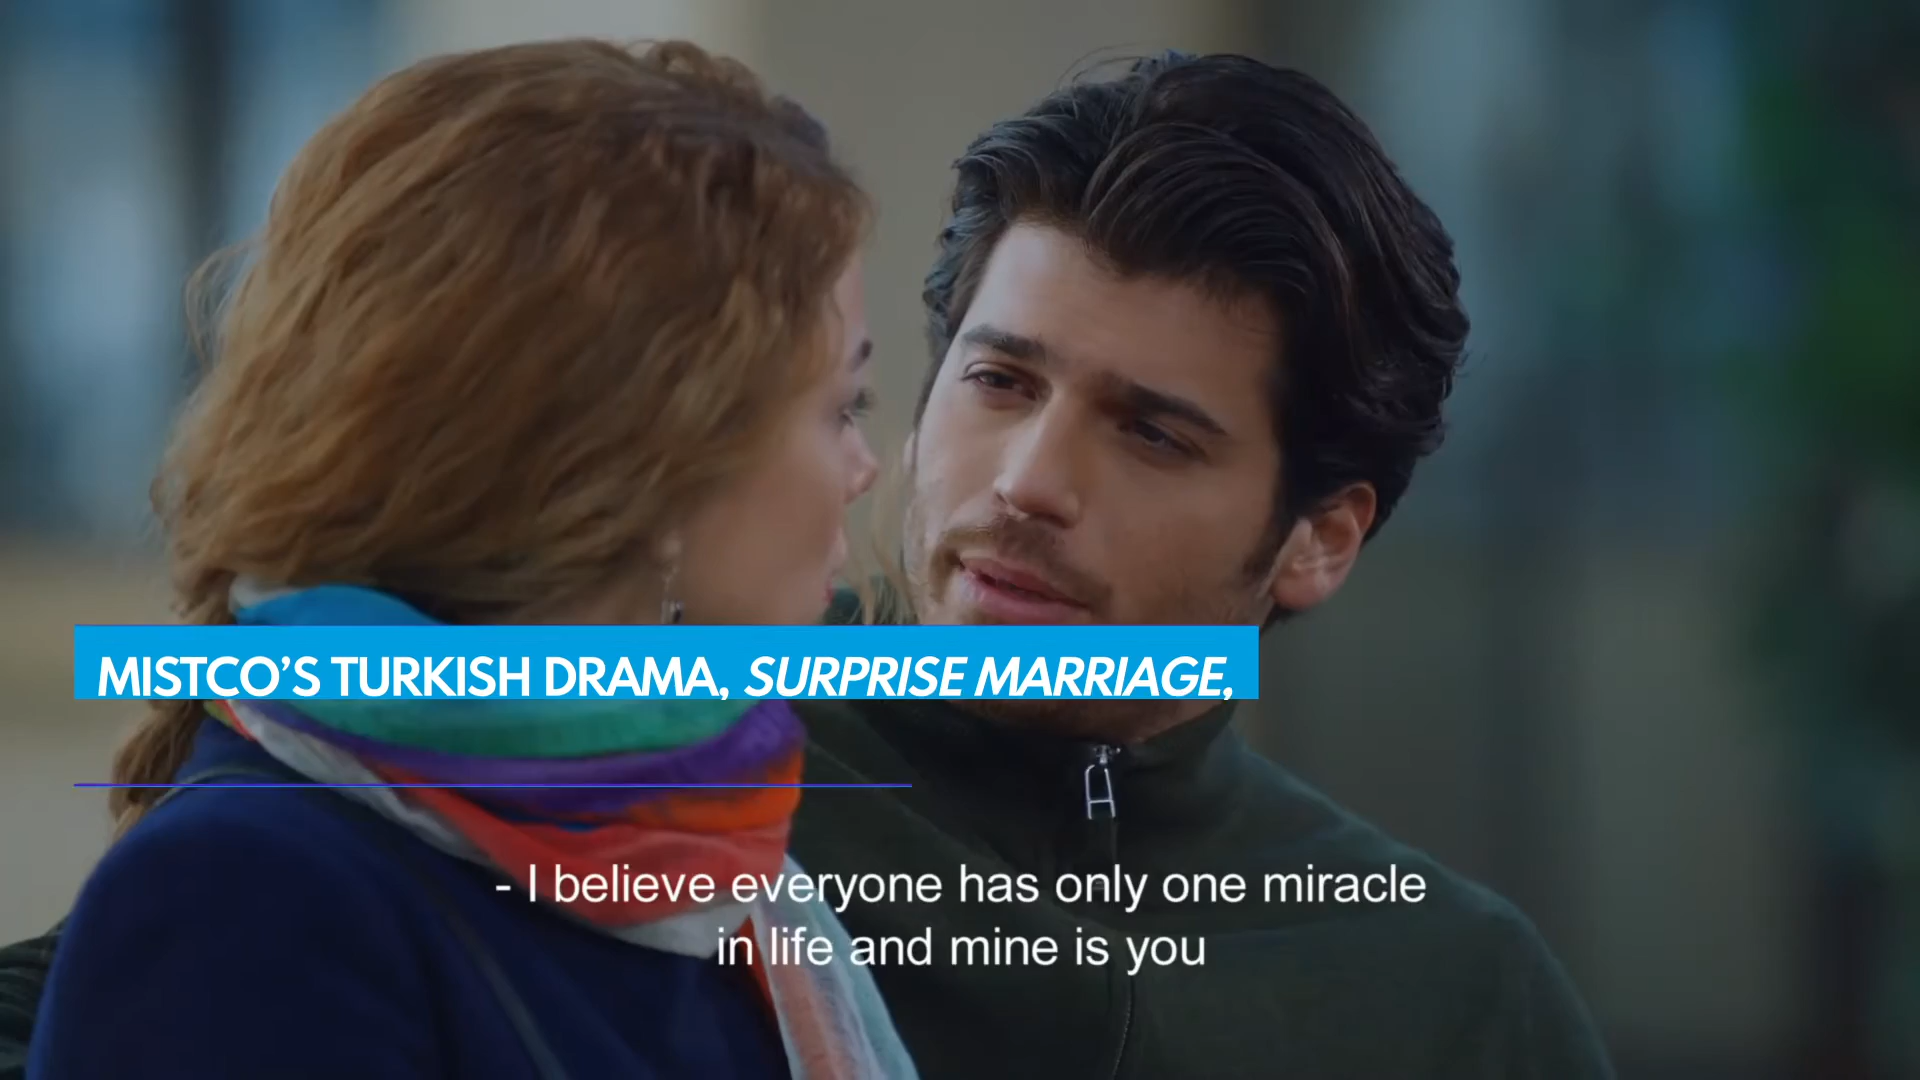 MISTCO’S TURKISH DRAMA, SURPRISE MARRIAGE,
- I believe everyone has only one miracle
in life and mine is you